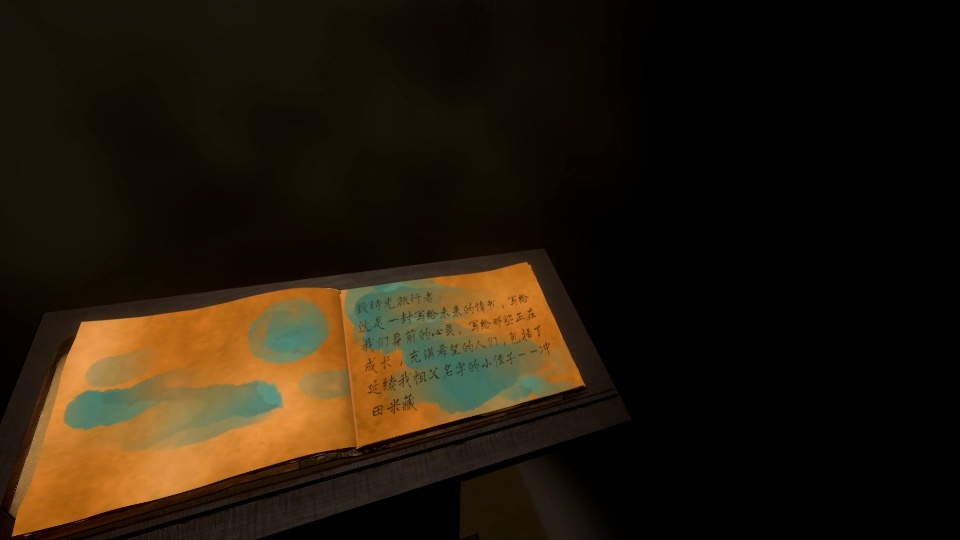 致时光旅行者
这是一封写给未来的情书，写给
我们身前的心灵、写给那些正在
成长，充满希望的人们，包括了
延续我祖父名字的小侄子——冲
田米藏